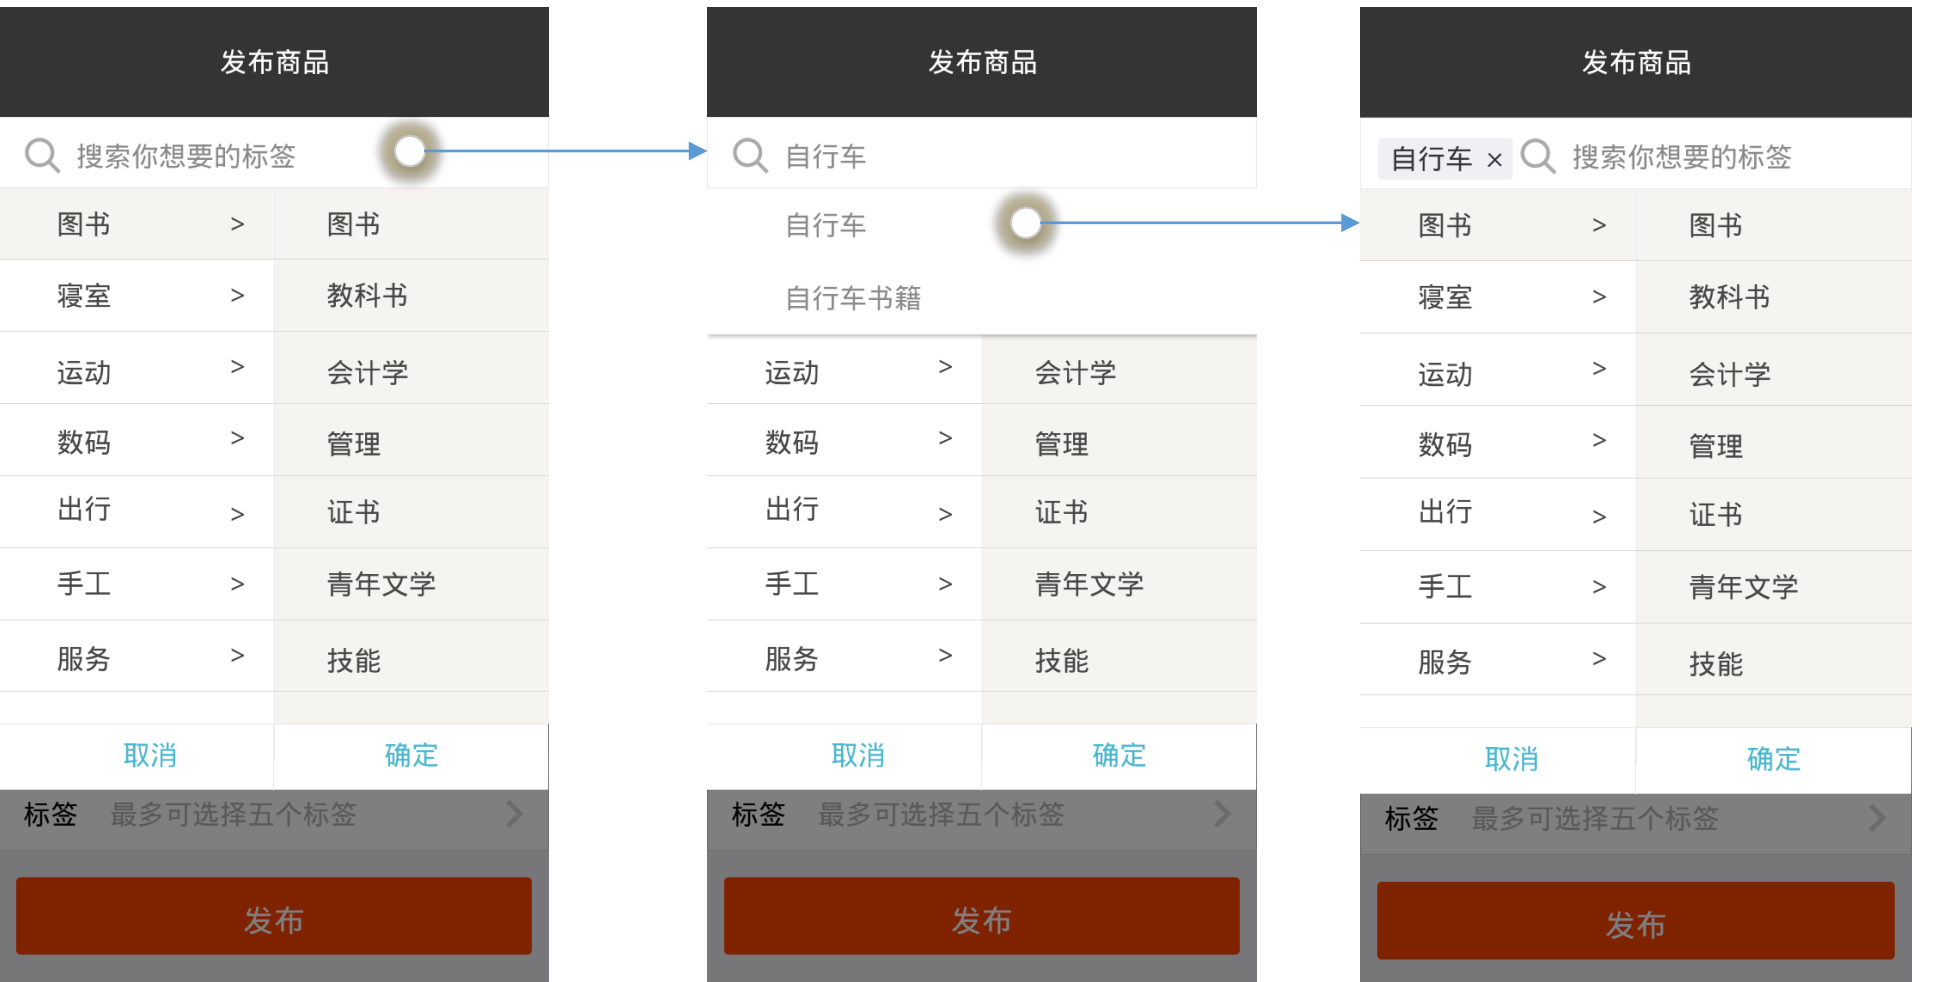 发布商品
搜索你想要的标签
图书 > 图书
寝室 > 教科书
运动 > 会计学
数码 > 管理
出行 > 证书
手工 > 青年文学
服务 > 技能
取消 确定
标签 最多可选择五个标签
发布
发布商品
自行车
自行车
自行车书籍
运动 > 会计学
数码 > 管理
出行 > 证书
手工 > 青年文学
服务 > 技能
取消 确定
标签 最多可选择五个标签
发布
发布商品
自行车 × 搜索你想要的标签
图书 > 图书
寝室 > 教科书
运动 > 会计学
数码 > 管理
出行 > 证书
手工 > 青年文学
服务 > 技能
取消 确定
标签 最多可选择五个标签
发布